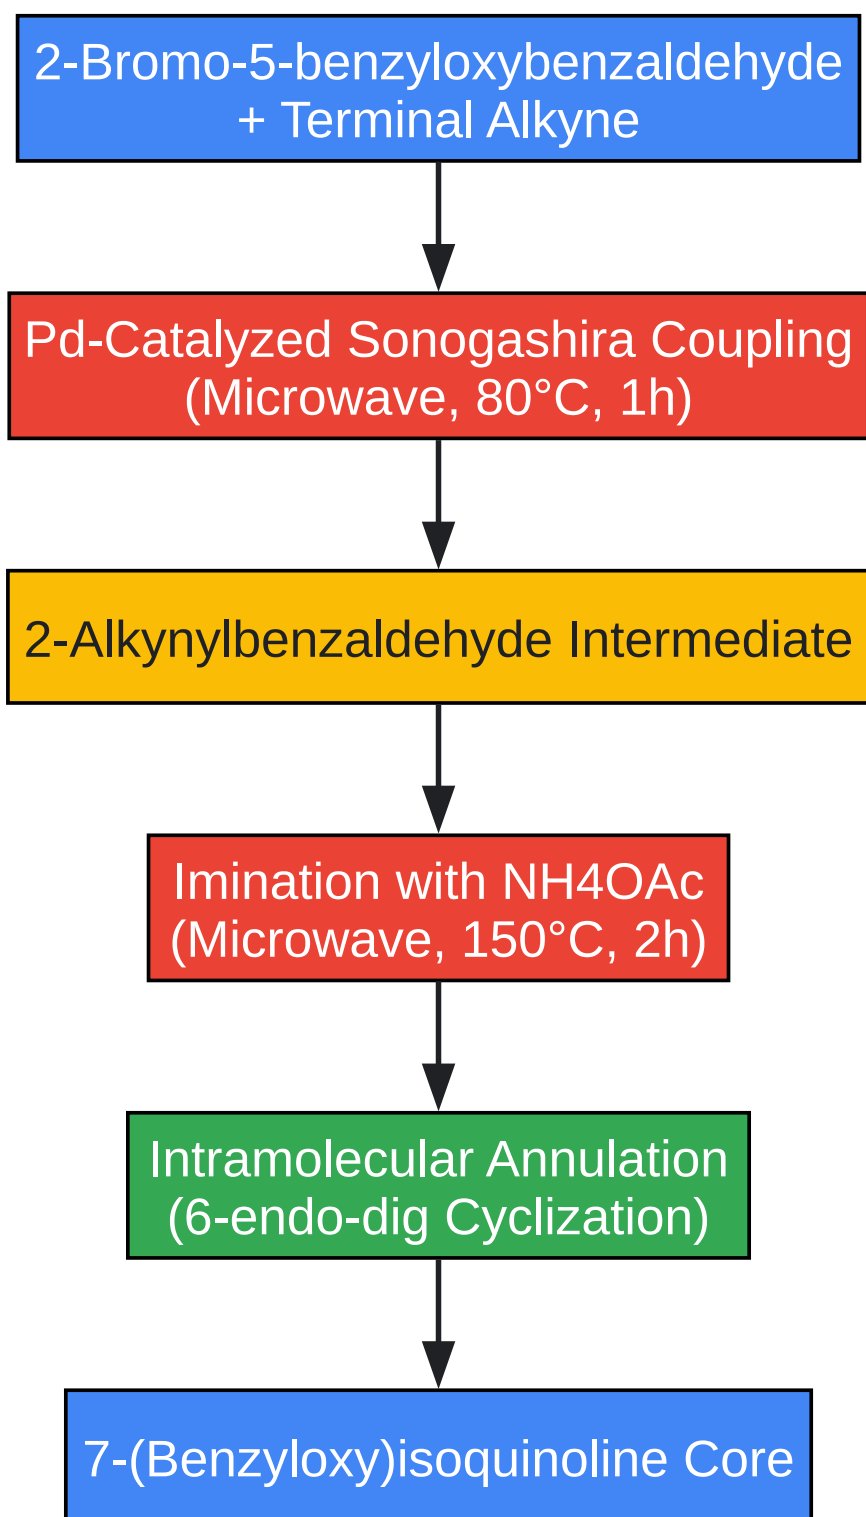 2-Bromo-5-benzyloxybenzaldehyde
+ Terminal Alkyne
Pd-Catalyzed Sonogashira Coupling
(Microwave, 80°C, 1h)
2-Alkynylbenzaldehyde Intermediate
Imination with NH4OAc
(Microwave, 150°C, 2h)
Intramolecular Annulation
(6-endo-dig Cyclization)
7-(Benzyloxy)isoquinoline Core